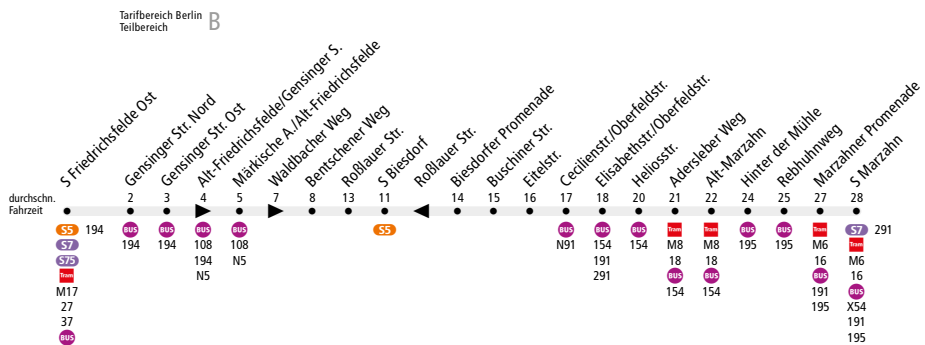 Tarifbereich Berlin
Teilbereich
B
S Friedrichsfelde Ost
Gensinger Str. Nord
Gensinger Str. Ost
Alt-Friedrichsfelde/Gensinger S.
Märkische A./Alt-Friedrichsfelde
Waldbacher Weg
Bentschener Weg
Roßlauer Str.
S Biesdorf
Roßlauer Str.
Biesdorfer Promenade
Buschiner Str.
Eitelstr.
Cecilienstr./Oberfeldstr.
Elisabethstr./Oberfeldstr.
Heliosstr.
Adersleber Weg
Alt-Marzahn
Hinter der Mühle
Rebhuhnweg
Marzahner Promenade
S Marzahn
durchschn. 2 3 4 5 7 8 13 11 14 15 16 17 18 20 21 22 24 25 27 28
Fahrzeit
S5 194 BUS BUS BUS BUS S5 BUS BUS BUS Tram Tram BUS BUS Tram S7 291
S7 194 194 108 108 N91 154 154 M8 M8 195 195 M6 Tram
S75 194 N5 191 18 18 16 M6
Tram N5 291 BUS BUS BUS 16
M17 154 154 191 BUS
27 195 X54
37 191
BUS 195